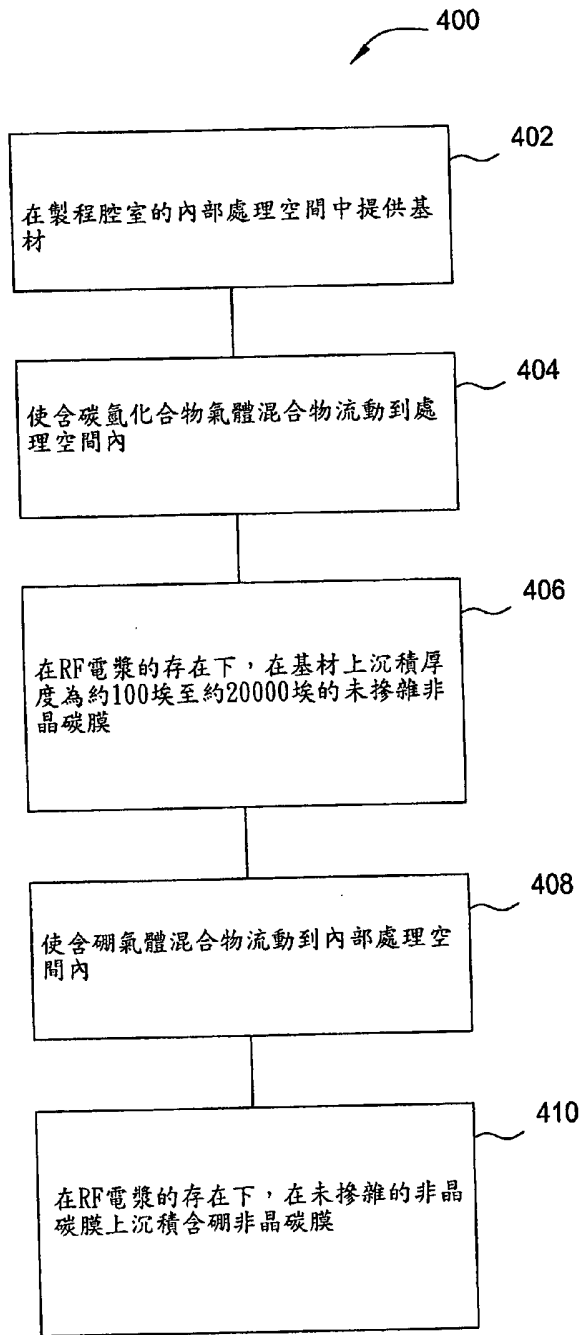 400
402
在製程腔室的內部處理空間中提供基
材
404
使含碳氫化合物氣體混合物流動到處
理空間內
406
在RF電漿的存在下，在基材上沉積厚
度為約100埃至約20000埃的未摻雜非
晶碳膜
408
使含硼氣體混合物流動到內部處理空
間內
410
在RF電漿的存在下，在未摻雜的非晶
碳膜上沉積含硼非晶碳膜